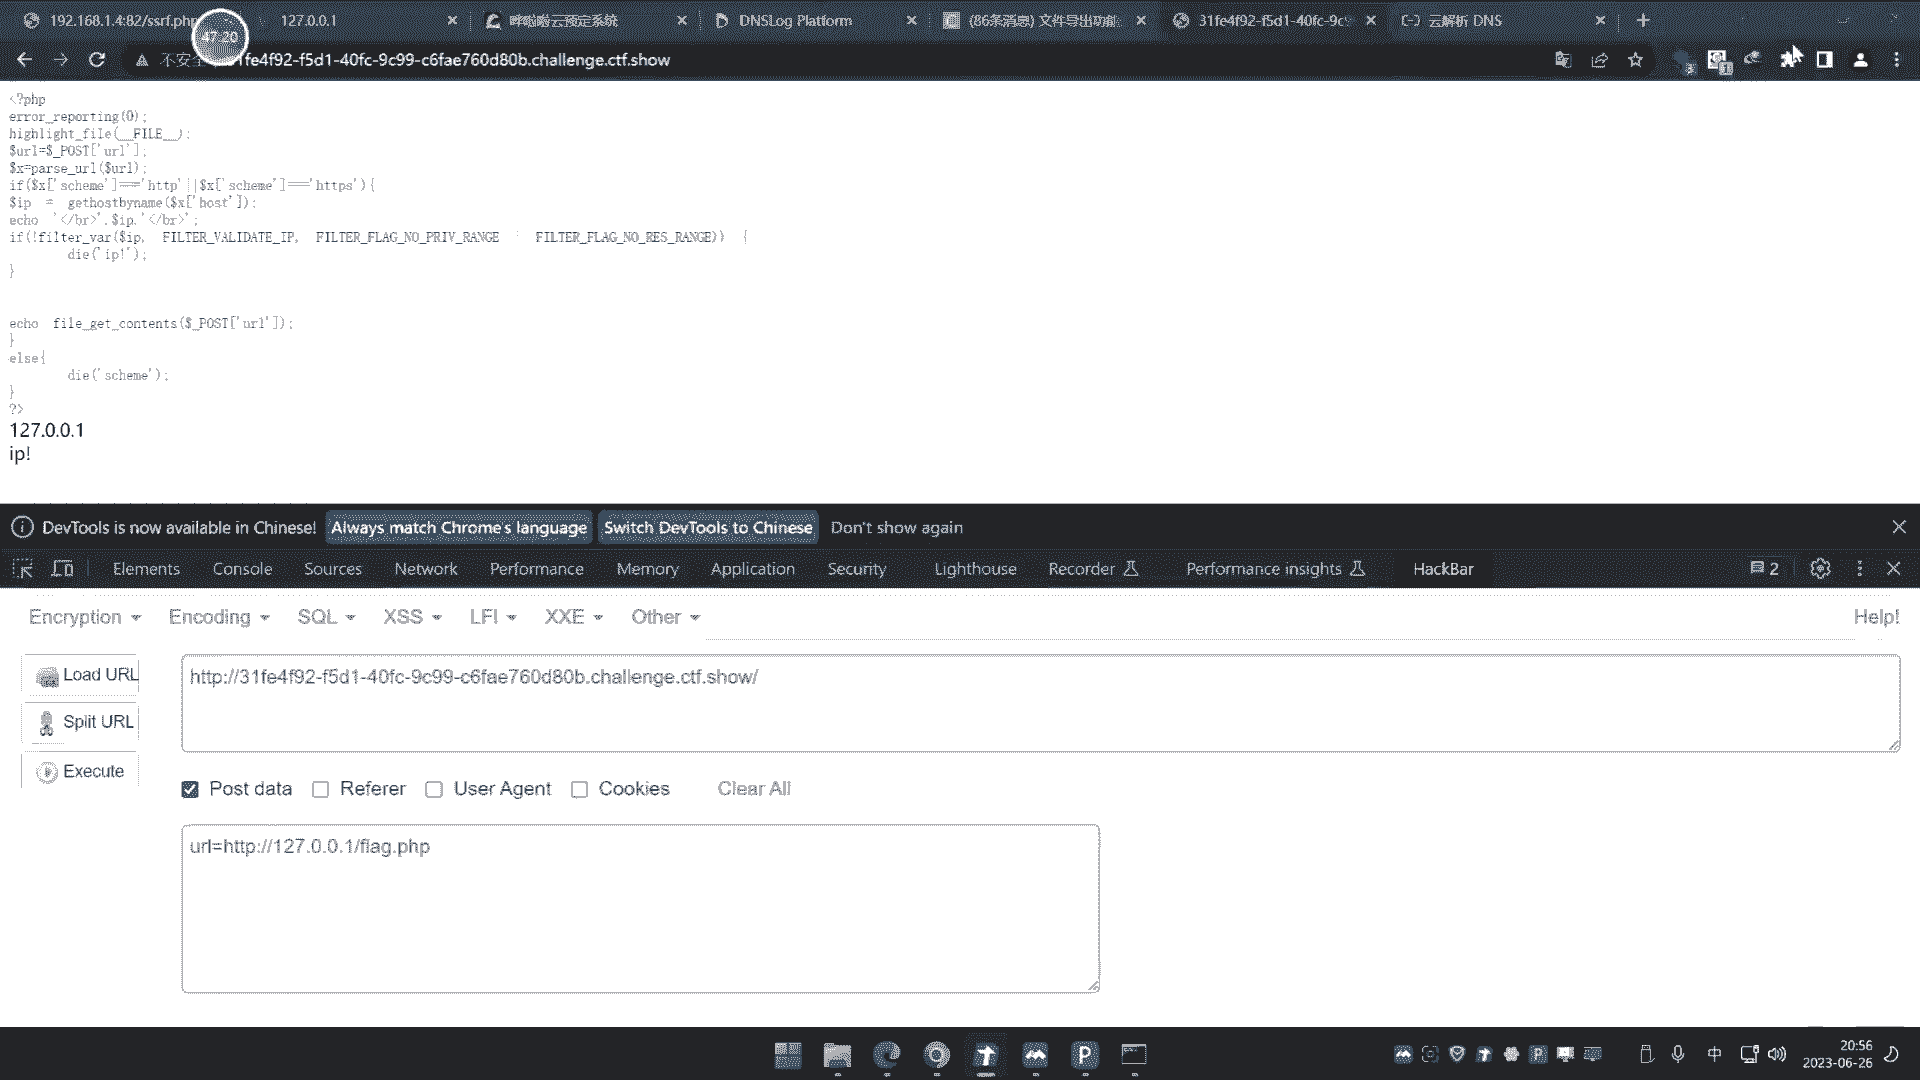 192.168.1.4:82/ssrf.php
127.0.0.1
哗啦啦云预定系统
DNSLog Platform
(86条消息) 文件导出功能
31fe4f92-f5d1-40fc-9c9
云解析 DNS
47:20
不安全
1fe4f92-f5d1-40fc-9c99-c6fae760d80b.challenge.ctf.show
<?php
error_reporting(0);
highlight_file(__FILE__);
$url=$_POST['url'];
$x=parse_url($url);
if($x['scheme']==='http'||$x['scheme']==='https'){
$ip = gethostbyname($x['host']);
echo '</br>'.$ip.'</br>';
if(!filter_var($ip, FILTER_VALIDATE_IP, FILTER_FLAG_NO_PRIV_RANGE | FILTER_FLAG_NO_RES_RANGE)) {
die('ip!');
}
echo file_get_contents($_POST['url']);
}
else{
die('scheme');
}
?>
127.0.0.1
ip!
DevTools is now available in Chinese! Always match Chrome's language Switch DevTools to Chinese Don't show again
Elements Console Sources Network Performance Memory Application Security Lighthouse Recorder Performance insights HackBar 2
Encryption Encoding SQL XSS LFI XXE Other Help!
Load URL
http://31fe4f92-f5d1-40fc-9c99-c6fae760d80b.challenge.ctf.show/
Split URL
Execute
Post data Referer User Agent Cookies Clear All
url=http://127.0.0.1/flag.php
中
20:56
2023-06-26